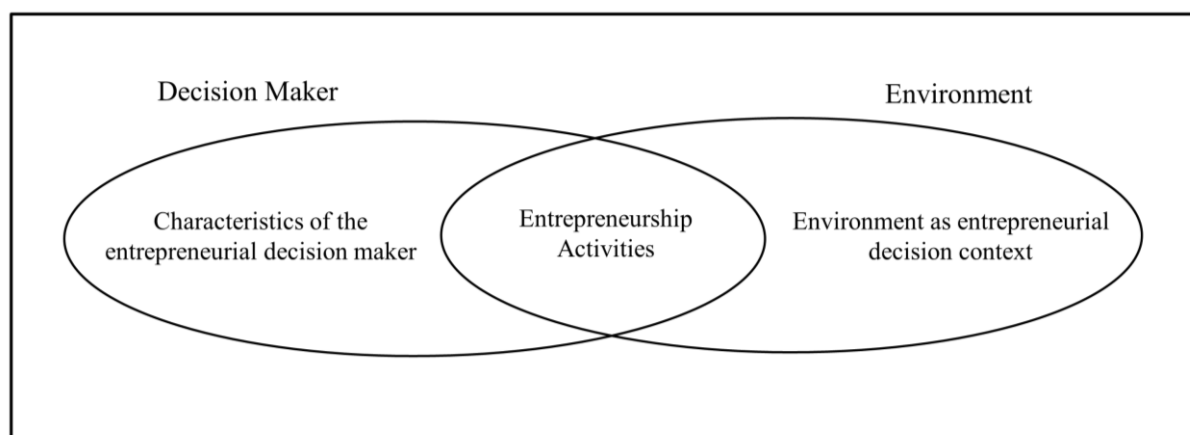 Decision Maker
Environment
Characteristics of the
entrepreneurial decision maker
Entrepreneurship
Activities
Environment as entrepreneurial
decision context